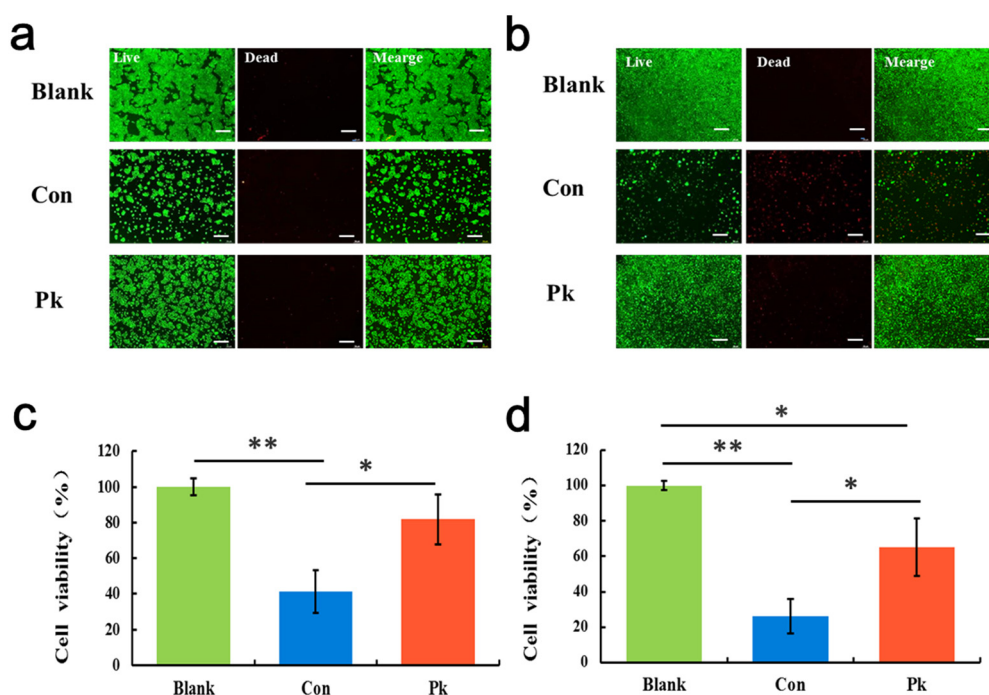 a
Live Dead Mearge
Blank
Con
Pk
b
Live Dead Mearge
Blank
Con
Pk
c
Cell viability (%)
120
100
80
60
40
20
0
**
*
Blank Con Pk
d
Cell viability (%)
120
100
80
60
40
20
0
*
**
*
Blank Con Pk